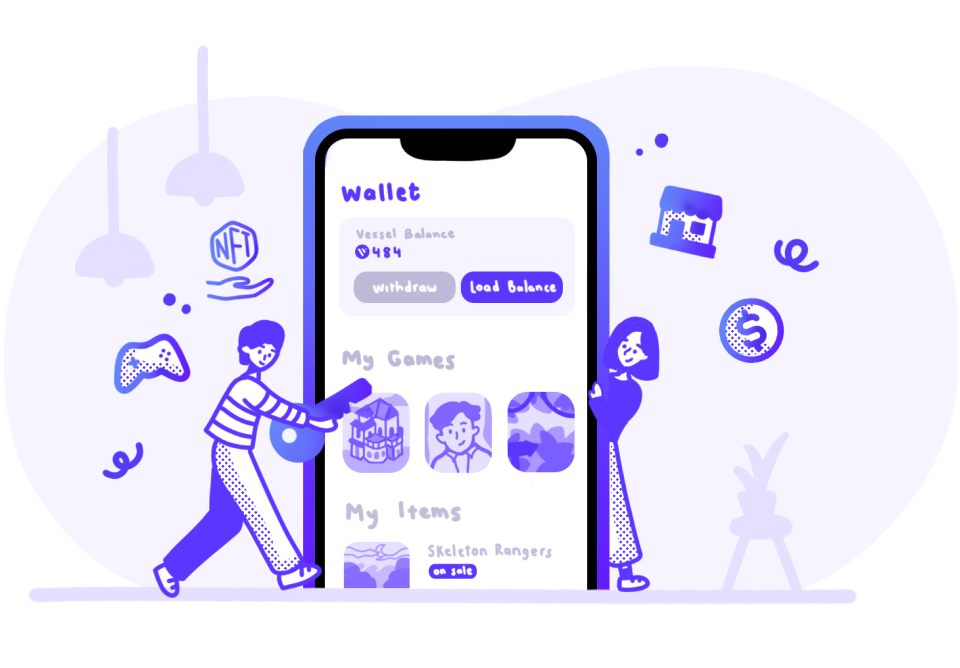 Wallet
Vessel Balance
484
Withdraw
Load Balance
NFT
My Games
$
My Items
Skeleton Rangers
on sale